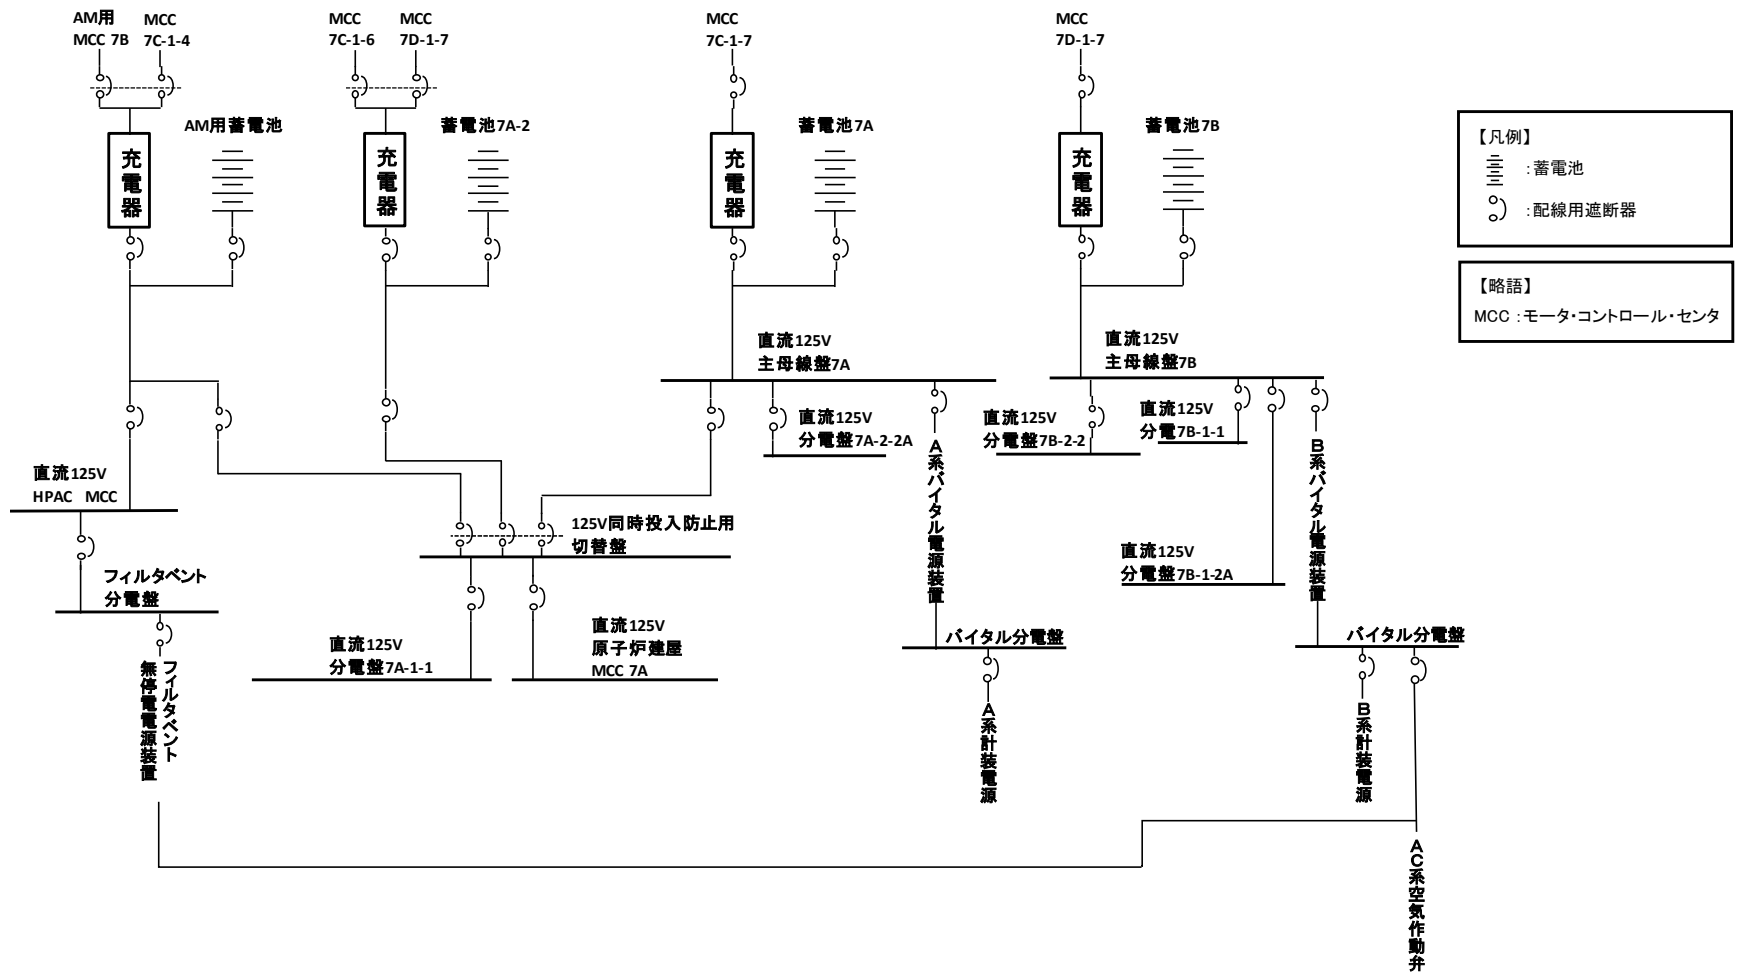 AM用
MCC 7B
MCC
7C-1-4
MCC
7C-1-6
MCC
7D-1-7
MCC
7C-1-7
MCC
7D-1-7
充電器
AM用蓄電池
充電器
蓄電池7A-2
充電器
蓄電池7A
充電器
蓄電池7B
【凡例】
:蓄電池
:配線用遮断器
【略語】
MCC :モータ・コントロール・センタ
直流125V
主母線盤7A
直流125V
主母線盤7B
直流125V
分電盤7A-2-2A
A系バイタル電源装置
直流125V
分電盤7B-2-2
直流125V
分電7B-1-1
B系バイタル電源装置
直流125V
HPAC MCC
125V同時投入防止用
切替盤
直流125V
分電盤7B-1-2A
フィルタベント
分電盤
直流125V
分電盤7A-1-1
直流125V
原子炉建屋
MCC 7A
バイタル分電盤
バイタル分電盤
フィルタベント
無停電電源装置
A系計装電源
B系計装電源
AC系空気作動弁